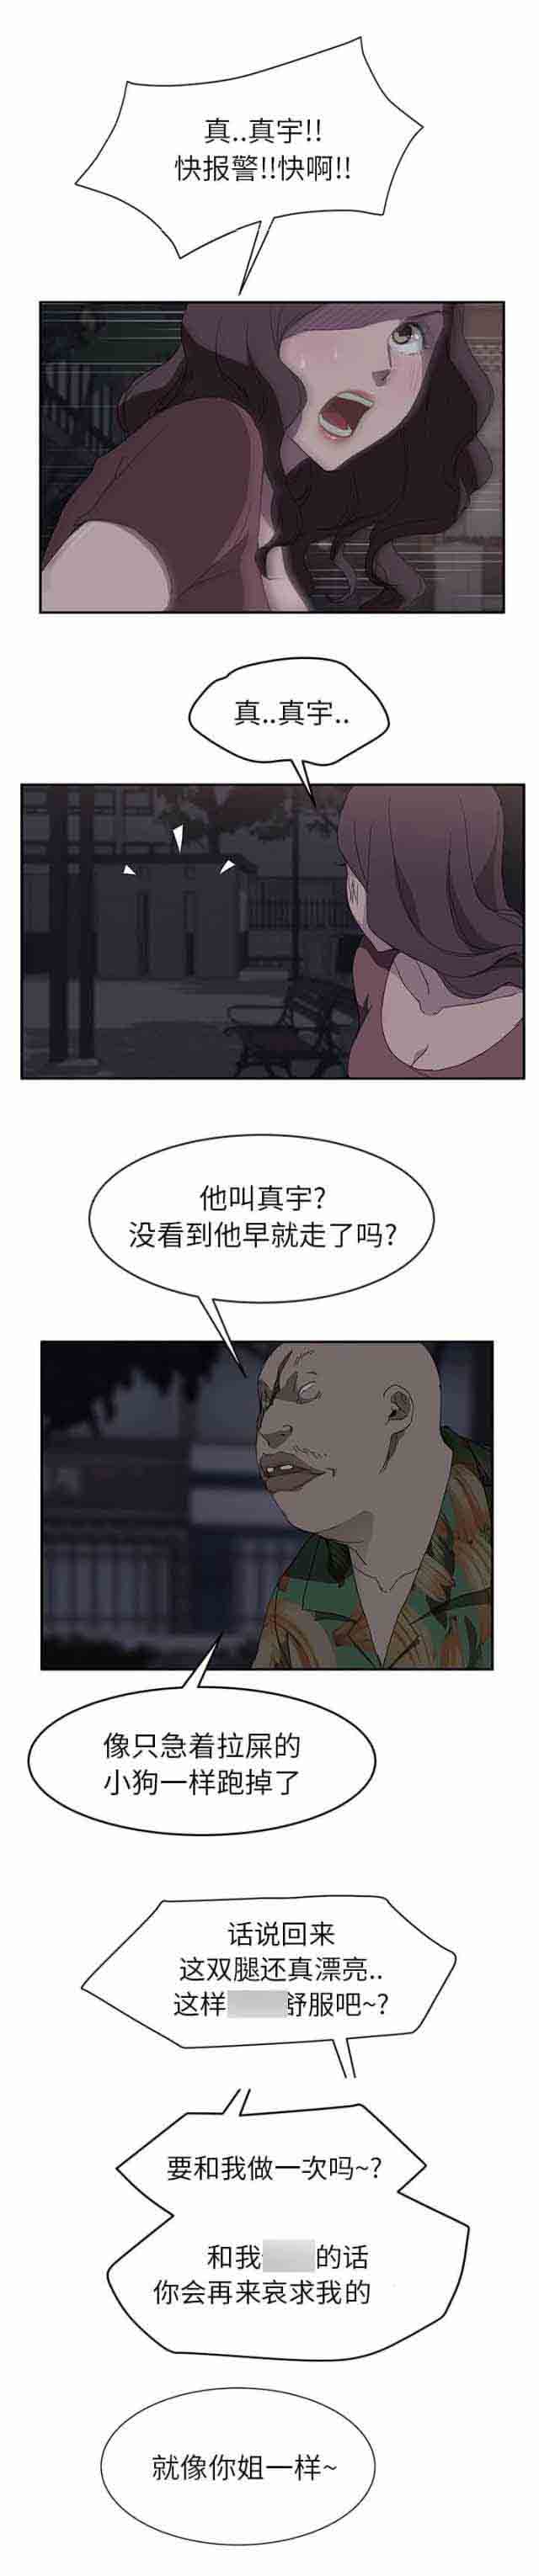 真..真宇!!
快报警!!快啊!!
真..真宇..
他叫真宇?
没看到他早就走了吗?
像只急着拉屎的
小狗一样跑掉了
话说回来
这双腿还真漂亮..
这样 舒服吧~?
要和我做一次吗~?
和我 的话
你会再来哀求我的
就像你姐一样~